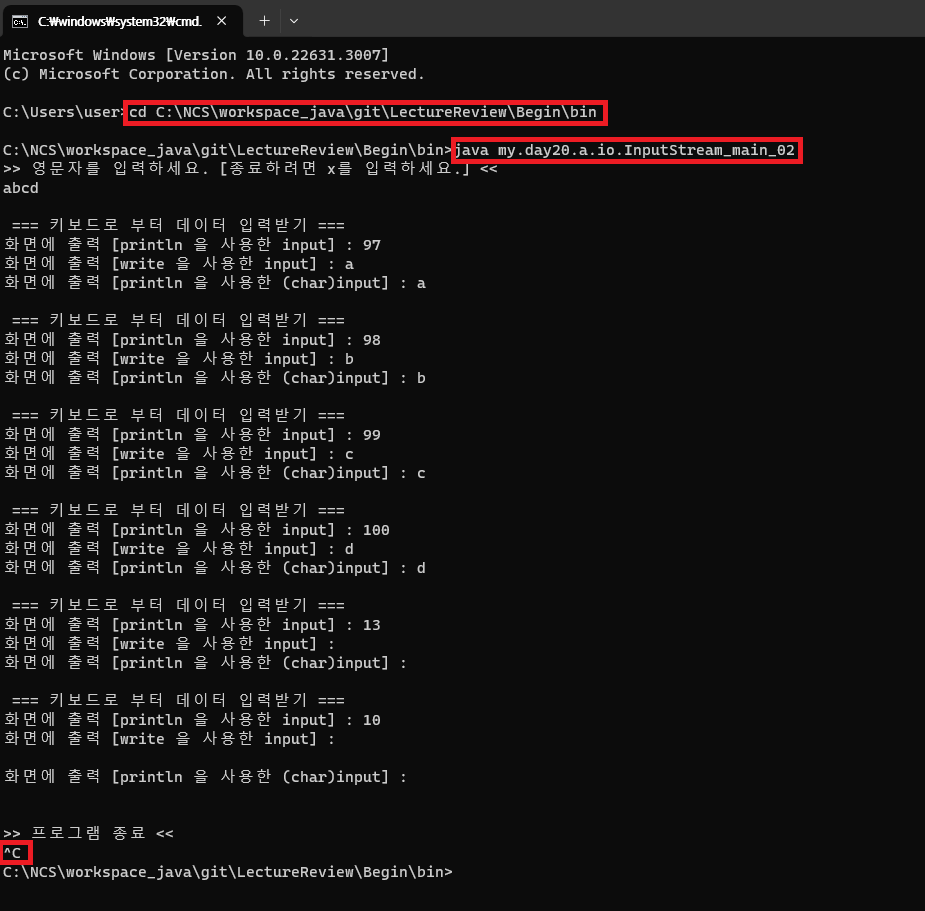 C:₩windows₩system32₩cmd.
Microsoft Windows [Version 10.0.22631.3007]
(c) Microsoft Corporation. All rights reserved.
C:\Users\user>cd C:\NCS\workspace_java\git\LectureReview\Begin\bin
C:\NCS\workspace_java\git\LectureReview\Begin\bin>java my.day20.a.io.InputStream_main_02
>> 영문자를 입력하세요. [종료하려면 x를 입력하세요.] <<
abcd
=== 키보드로 부터 데이터 입력받기 ===
화면에 출력 [println 을 사용한 input] : 97
화면에 출력 [write 을 사용한 input] : a
화면에 출력 [println 을 사용한 (char)input] : a
=== 키보드로 부터 데이터 입력받기 ===
화면에 출력 [println 을 사용한 input] : 98
화면에 출력 [write 을 사용한 input] : b
화면에 출력 [println 을 사용한 (char)input] : b
=== 키보드로 부터 데이터 입력받기 ===
화면에 출력 [println 을 사용한 input] : 99
화면에 출력 [write 을 사용한 input] : c
화면에 출력 [println 을 사용한 (char)input] : c
=== 키보드로 부터 데이터 입력받기 ===
화면에 출력 [println 을 사용한 input] : 100
화면에 출력 [write 을 사용한 input] : d
화면에 출력 [println 을 사용한 (char)input] : d
=== 키보드로 부터 데이터 입력받기 ===
화면에 출력 [println 을 사용한 input] : 13
화면에 출력 [write 을 사용한 input] :
화면에 출력 [println 을 사용한 (char)input] :
=== 키보드로 부터 데이터 입력받기 ===
화면에 출력 [println 을 사용한 input] : 10
화면에 출력 [write 을 사용한 input] :
화면에 출력 [println 을 사용한 (char)input] :
>> 프로그램 종료 <<
^C
C:\NCS\workspace_java\git\LectureReview\Begin\bin>